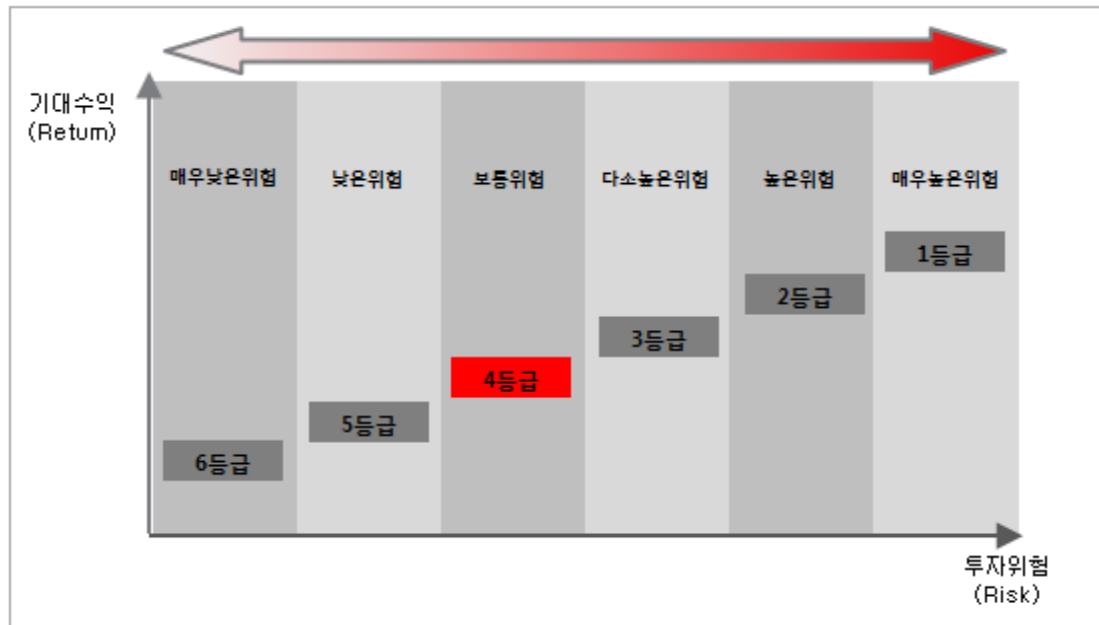 기대수익
(Retum)
매우낮은위험
낮은위험
보통위험
다소높은위험
높은위험
매우높은위험
1등급
2등급
3등급
4등급
5등급
6등급
투자위험
(Risk)